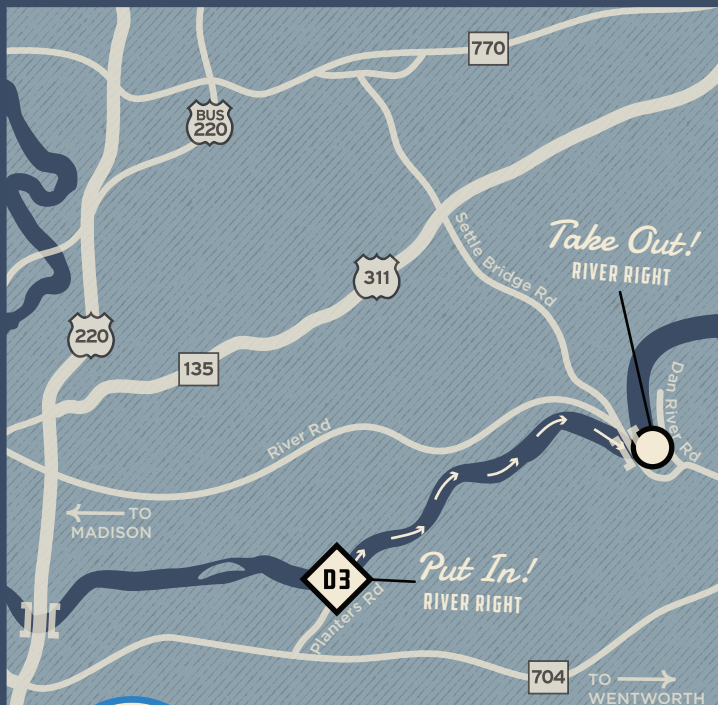 770
BUS
220
Settle Bridge Rd
Take Out!
RIVER RIGHT
311
220
135
Dan River Rd
River Rd
TO
MADISON
D3
Put In!
RIVER RIGHT
Planters Rd
704
TO
WENTWORTH